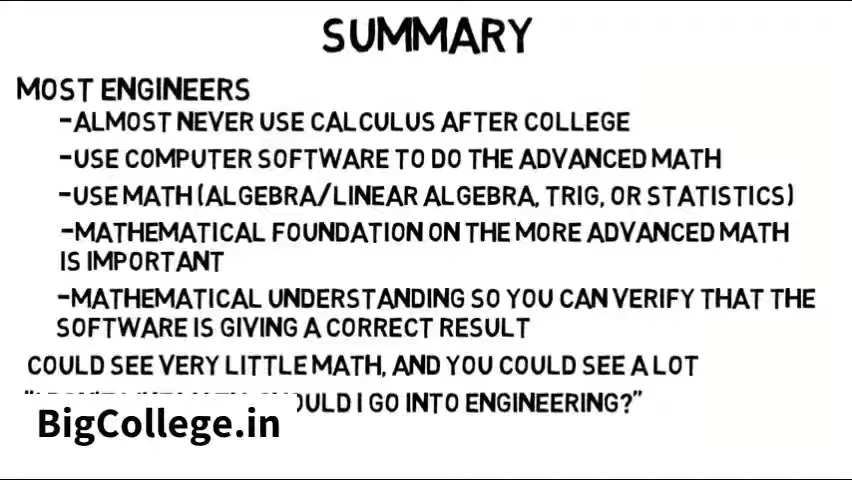 SUMMARY
MOST ENGINEERS
-ALMOST NEVER USE CALCULUS AFTER COLLEGE
-USE COMPUTER SOFTWARE TO DO THE ADVANCED MATH
-USE MATH (ALGEBRA/LINEAR ALGEBRA, TRIG, OR STATISTICS)
-MATHEMATICAL FOUNDATION ON THE MORE ADVANCED MATH
IS IMPORTANT
-MATHEMATICAL UNDERSTANDING SO YOU CAN VERIFY THAT THE
SOFTWARE IS GIVING A CORRECT RESULT
COULD SEE VERY LITTLE MATH, AND YOU COULD SEE A LOT
I GO INTO ENGINEERING?"
BigCollege.in